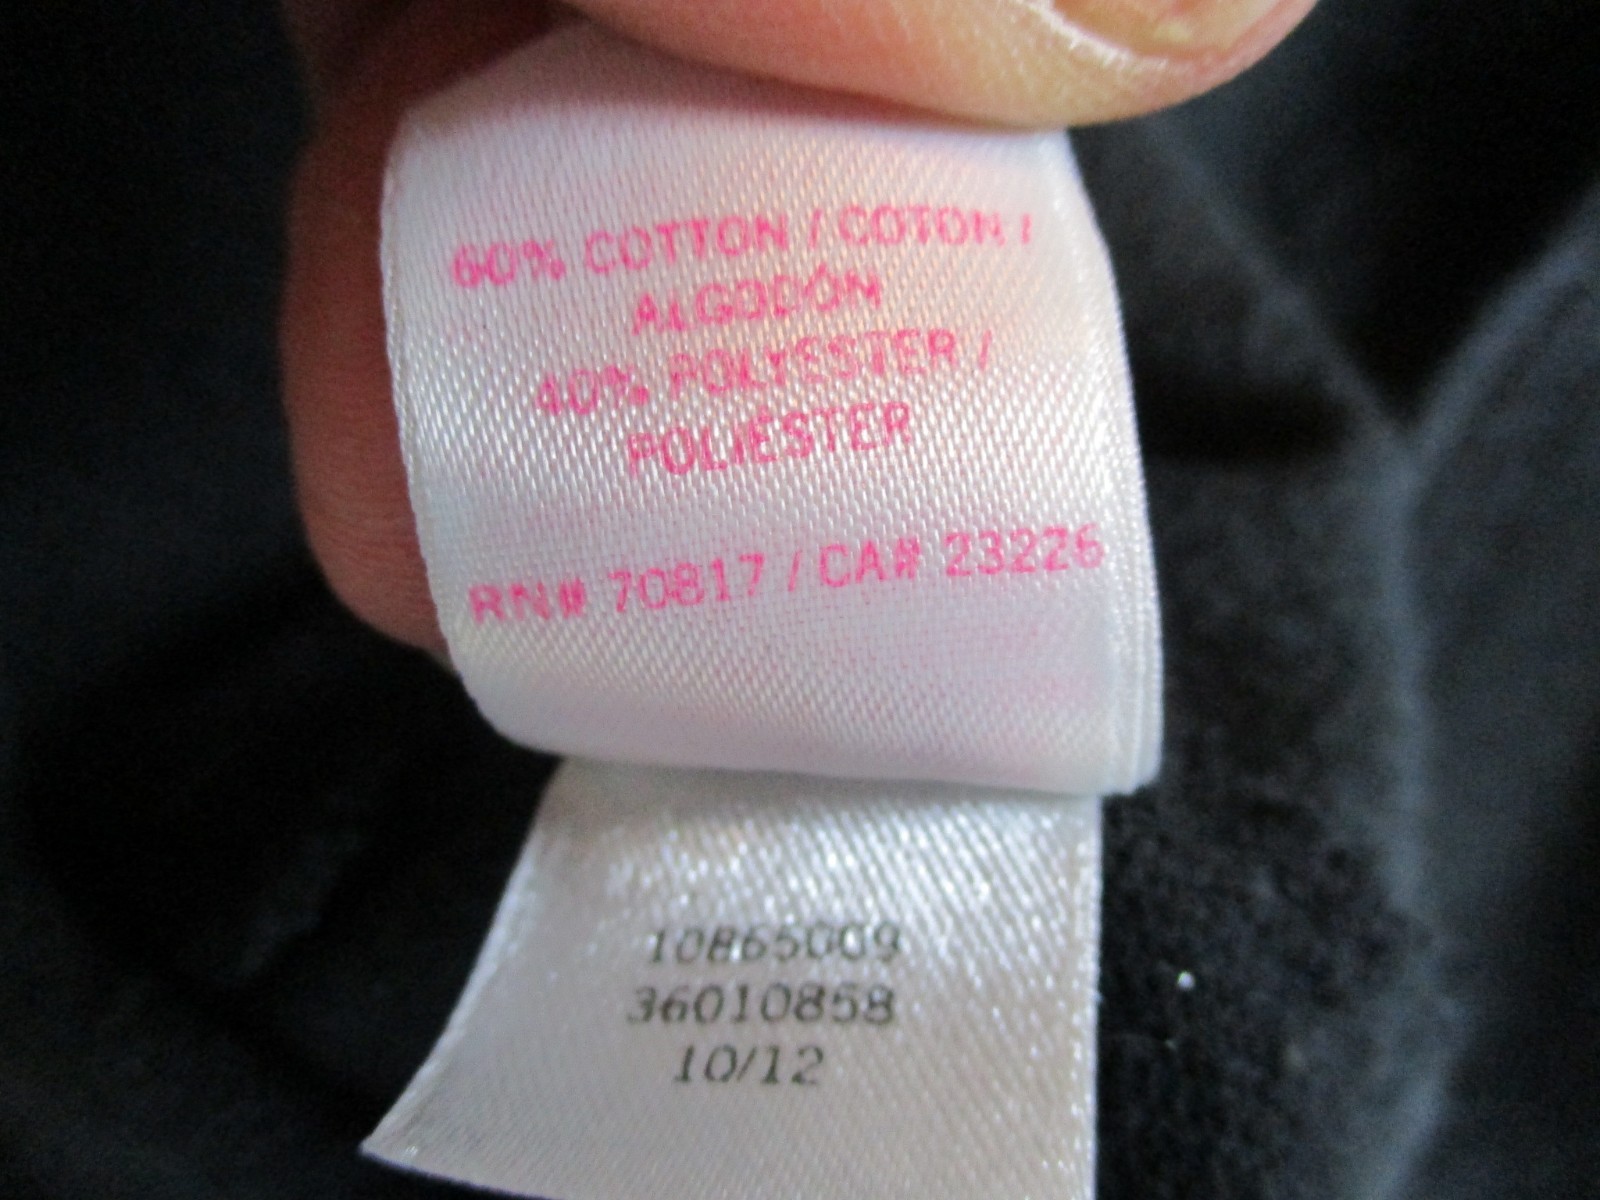 60% COTTON / COTON /
ALGODÓN
40% POLYESTER /
POLIÉSTER
RN# 70817 / CA# 23226
10865009
36010858
10/12